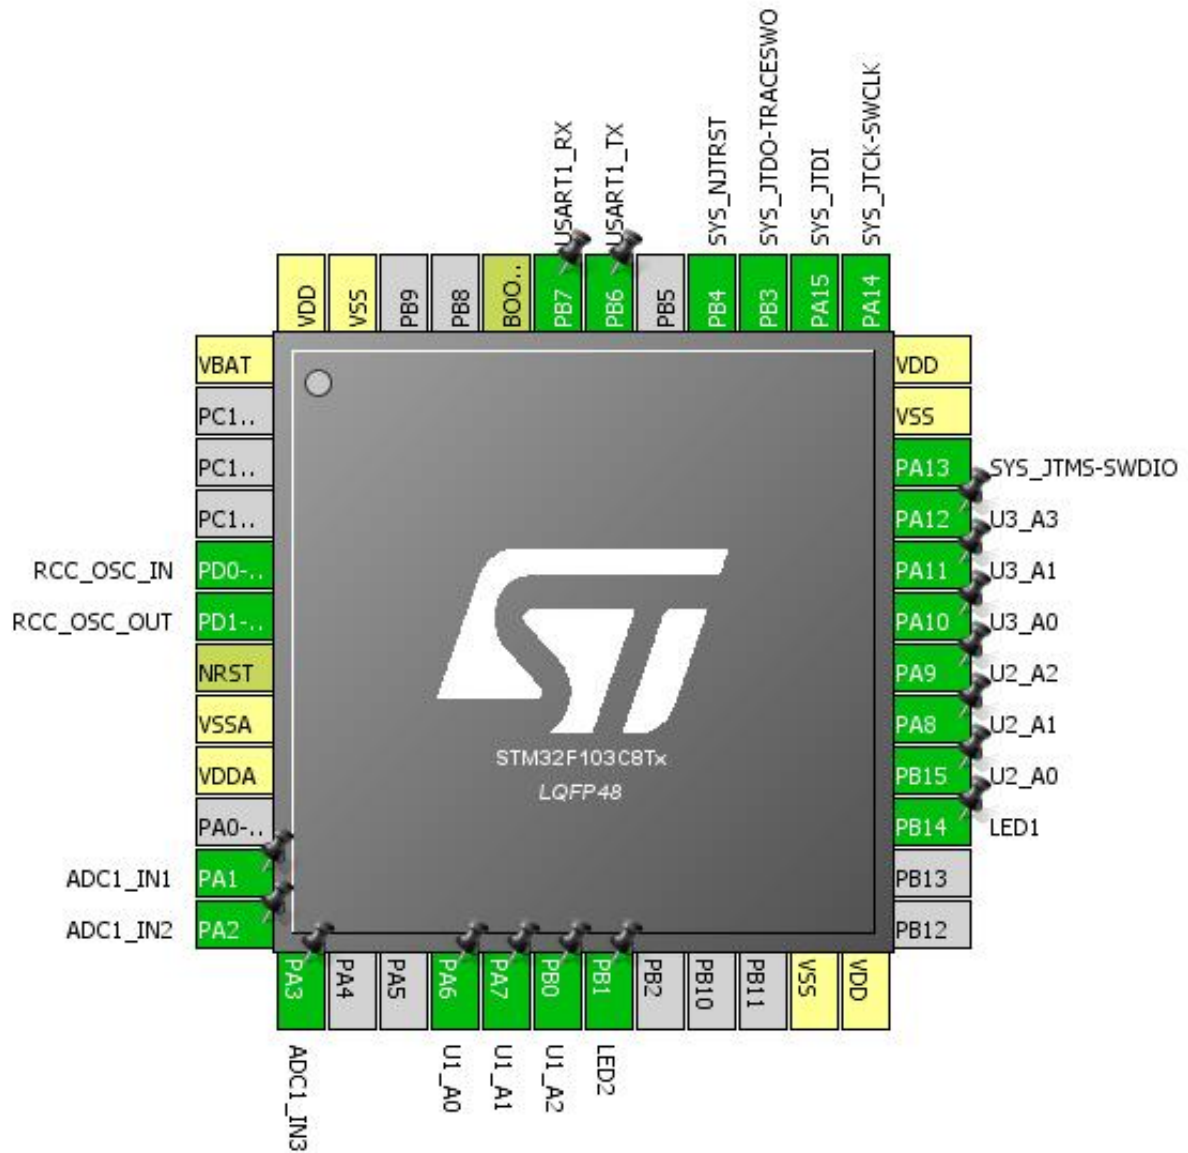 USART1_RX
USART1_TX
SYS_NJTRST
SYS_JTDO-TRACESWO
SYS_JTDI
SYS_JTCK-SWCLK
VDD
VSS
PB9
PB8
BOO..
PB7
PB6
PB5
PB4
PB3
PA15
PA14
VBAT
PC1..
PC1..
PC1..
RCC_OSC_IN PD0-..
RCC_OSC_OUT PD1-..
NRST
VSSA
VDDA
PA0-..
ADC1_IN1 PA1
ADC1_IN2 PA2
ST
STM32F103C8Tx
LQFP48
VDD
VSS
PA13 SYS_JTMS-SWDIO
PA12 U3_A3
PA11 U3_A1
PA10 U3_A0
PA9 U2_A2
PA8 U2_A1
PB15 U2_A0
PB14 LED1
PB13
PB12
PA3
PA4
PA5
PA6
PA7
PB0
PB1
PB2
PB10
PB11
VSS
VDD
ADC1_IN3
U1_A0
U1_A1
U1_A2
LED2